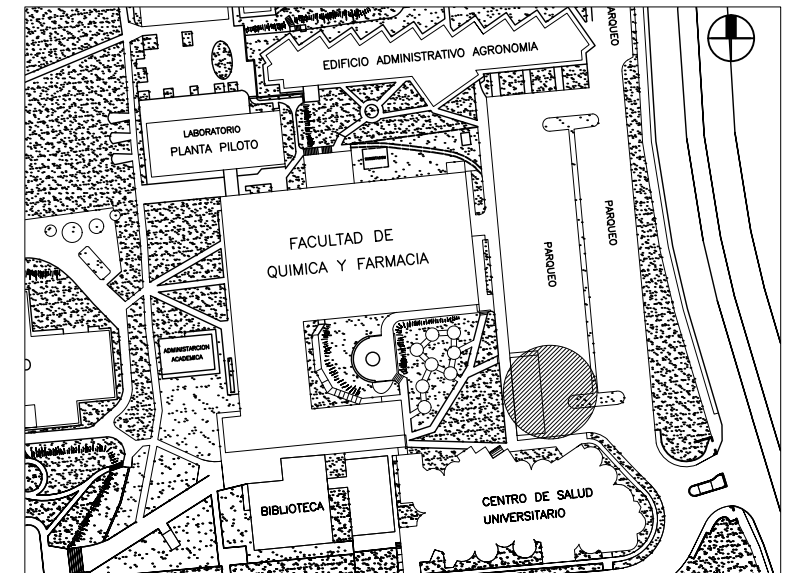 PARQUEO
EDIFICIO ADMINISTRATIVO AGRONOMIA
LABORATORIO
PLANTA PILOTO
FACULTAD DE
QUIMICA Y FARMACIA
PARQUEO
PARQUEO
ADMINISTARCION
ACADEMICA
BIBLIOTECA
CENTRO DE SALUD
UNIVERSITARIO